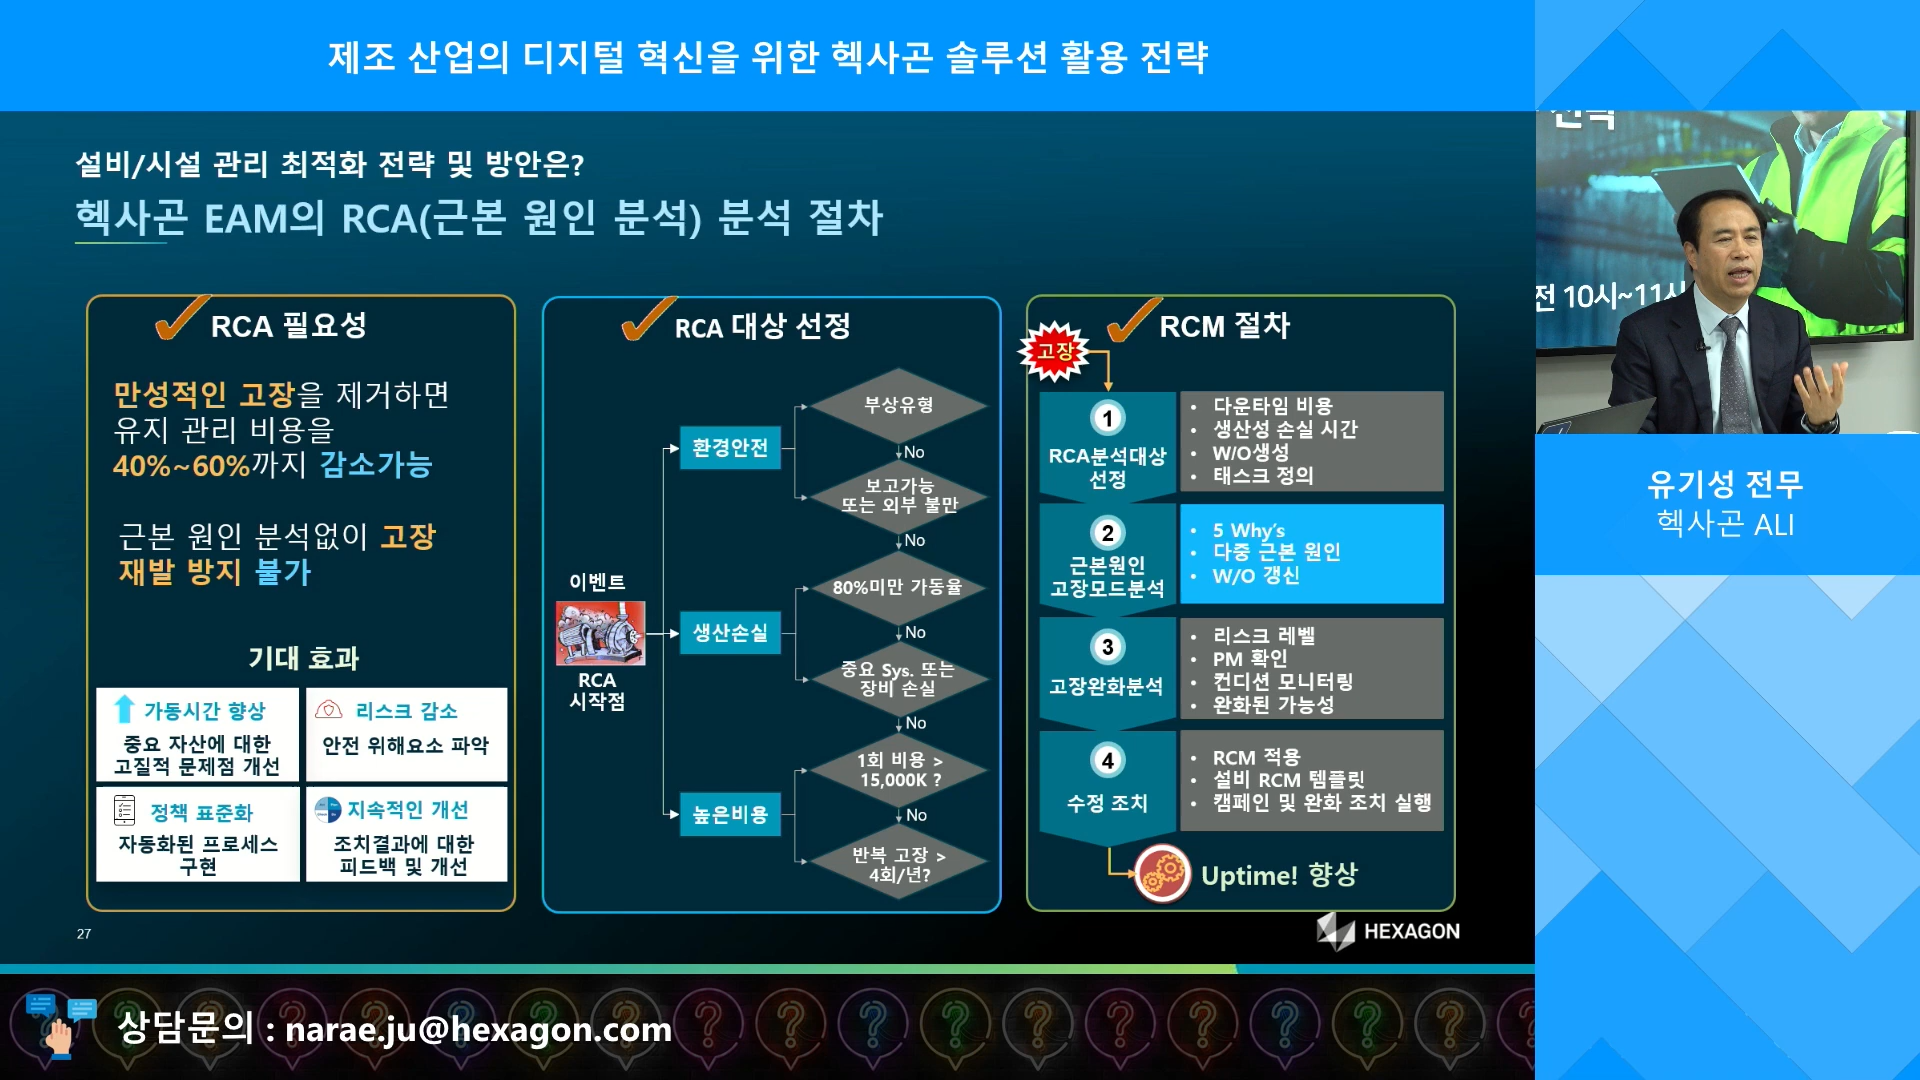 제조 산업의 디지털 혁신을 위한 헥사곤 솔루션 활용 전략
설비/시설 관리 최적화 전략 및 방안은?
헥사곤 EAM의 RCA(근본 원인 분석) 분석 절차
RCA 필요성
만성적인 고장을 제거하면
유지 관리 비용을
40%~60%까지 감소가능
근본 원인 분석없이 고장
재발 방지 불가
기대 효과
가동시간 향상
중요 자산에 대한
고질적 문제점 개선
리스크 감소
안전 위해요소 파악
정책 표준화
자동화된 프로세스
구현
지속적인 개선
조치결과에 대한
피드백 및 개선
RCA 대상 선정
이벤트
RCA
시작점
환경안전
부상유형
No
보고가능
또는 외부 불만
No
생산손실
80%미만 가동율
No
중요 Sys. 또는
장비 손실
No
높은비용
1회 비용 >
15,000K ?
No
반복 고장 >
4회/년?
RCM 절차
고장
1
RCA분석대상
선정
• 다운타임 비용
• 생산성 손실 시간
• W/O생성
• 태스크 정의
2
근본원인
고장모드분석
• 5 Why's
• 다중 근본 원인
• W/O 갱신
3
고장완화분석
• 리스크 레벨
• PM 확인
• 컨디션 모니터링
• 완화된 가능성
4
수정 조치
• RCM 적용
• 설비 RCM 템플릿
• 캠페인 및 완화 조치 실행
Uptime! 향상
27
HEXAGON
전략
전 10시~11시
유기성 전무
헥사곤 ALI
상담문의 : narae.ju@hexagon.com